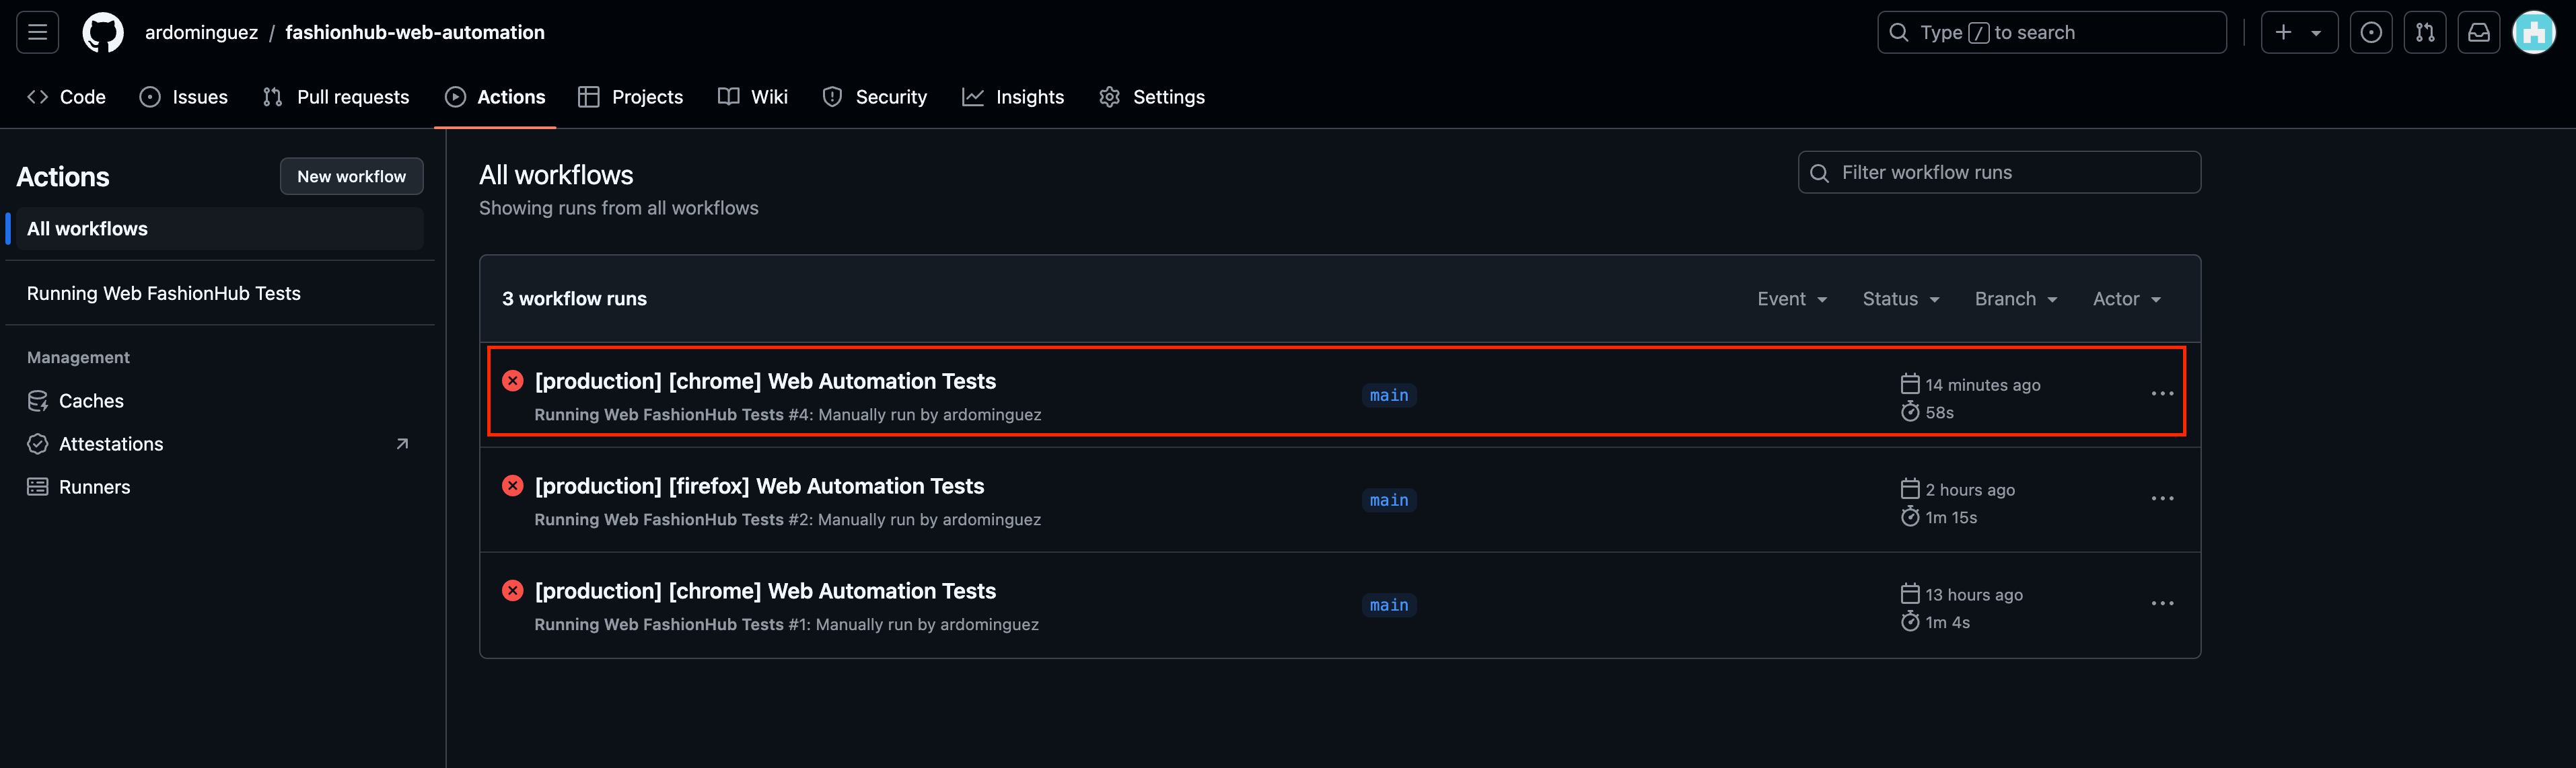 ardominguez / fashionhub-web-automation
Type / to search
Code Issues Pull requests Actions Projects Wiki Security Insights Settings
Actions
New workflow
All workflows
Running Web FashionHub Tests
Management
Caches
Attestations
Runners
All workflows
Showing runs from all workflows
Filter workflow runs
3 workflow runs
Event Status Branch Actor
[production] [chrome] Web Automation Tests
Running Web FashionHub Tests #4: Manually run by ardominguez
main
14 minutes ago
58s
[production] [firefox] Web Automation Tests
Running Web FashionHub Tests #2: Manually run by ardominguez
main
2 hours ago
1m 15s
[production] [chrome] Web Automation Tests
Running Web FashionHub Tests #1: Manually run by ardominguez
main
13 hours ago
1m 4s